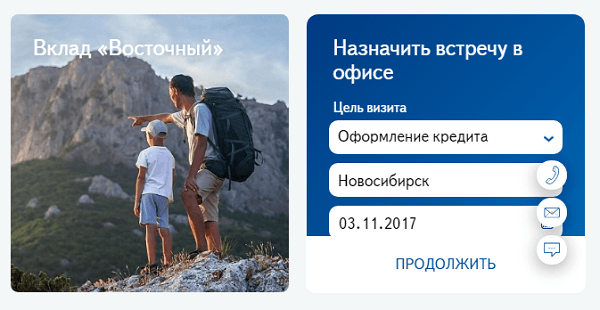 Вклад «Восточный»
Назначить встречу в
офисе
Цель визита
Оформление кредита
Новосибирск
03.11.2017
ПРОДОЛЖИТЬ